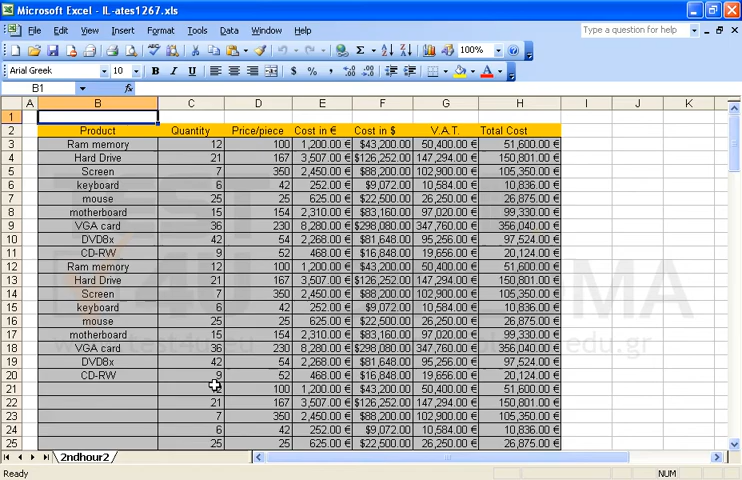 Microsoft Excel - IL-ates1267.xls
File Edit View Insert Format Tools Data Window Help Type a question for help
100%
Arial Greek 10 B I U $ %
B1 fx
A B C D E F G H I J K
1
2 Product Quantity Price/piece Cost in € Cost in $ V.A.T. Total Cost
3 Ram memory 12 100 1,200.00 € $43,200.00 50,400.00 € 51,600.00 €
4 Hard Drive 21 167 3,507.00 € $126,252.00 147,294.00 € 150,801.00 €
5 Screen 7 350 2,450.00 € $88,200.00 102,900.00 € 105,350.00 €
6 keyboard 6 42 252.00 € $9,072.00 10,584.00 € 10,836.00 €
7 mouse 25 25 625.00 € $22,500.00 26,250.00 € 26,875.00 €
8 motherboard 15 154 2,310.00 € $83,160.00 97,020.00 € 99,330.00 €
9 VGA card 36 230 8,280.00 € $298,080.00 347,760.00 € 356,040.00 €
10 DVD8x 42 54 2,268.00 € $81,648.00 95,256.00 € 97,524.00 €
11 CD-RW 9 52 468.00 € $16,848.00 19,656.00 € 20,124.00 €
12 Ram memory 12 100 1,200.00 € $43,200.00 50,400.00 € 51,600.00 €
13 Hard Drive 21 167 3,507.00 € $126,252.00 147,294.00 € 150,801.00 €
14 Screen 7 350 2,450.00 € $88,200.00 102,900.00 € 105,350.00 €
15 keyboard 6 42 252.00 € $9,072.00 10,584.00 € 10,836.00 €
16 mouse 25 25 625.00 € $22,500.00 26,250.00 € 26,875.00 €
17 motherboard 15 154 2,310.00 € $83,160.00 97,020.00 € 99,330.00 €
18 VGA card 36 230 8,280.00 € $298,080.00 347,760.00 € 356,040.00 €
19 DVD8x 42 54 2,268.00 € $81,648.00 95,256.00 € 97,524.00 €
20 CD-RW 9 52 468.00 € $16,848.00 19,656.00 € 20,124.00 €
21 100 1,200.00 € $43,200.00 50,400.00 € 51,600.00 €
22 21 167 3,507.00 € $126,252.00 147,294.00 € 150,801.00 €
23 7 350 2,450.00 € $88,200.00 102,900.00 € 105,350.00 €
24 6 42 252.00 € $9,072.00 10,584.00 € 10,836.00 €
25 25 25 625.00 € $22,500.00 26,250.00 € 26,875.00 €
2ndhour2
Ready NUM